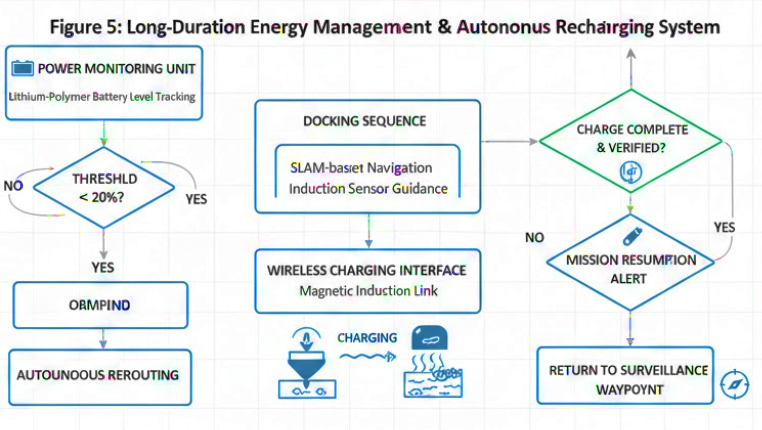 Figure 5: Long-Duration Energy Management & Autononus Recharging System
POWER MONITORING UNIT
Lithium-Polymer Battery Level Tracking
THRESHLD
< 20%?
NO
YES
YES
ORMPIND
AUTOUNOOUS REROUTING
DOCKING SEQUENCE
SLAM-baset Navigation
Induction Sensor Guidance
WIRELESS CHARGING INTERFACE
Magnetic Induction Link
CHARGING
CHARGE COMPLETE
& VERIFIED?
NO
YES
MISSION RESUMPTION
ALERT
RETURN TO SURVEILLANCE
WAYPOYNT